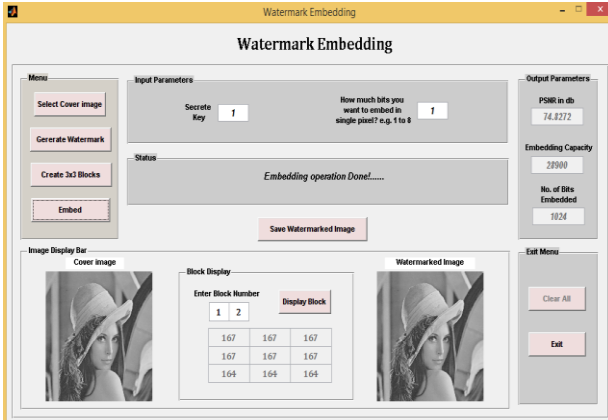 Watermark Embedding
Watermark Embedding
Menu
Select Cover image
Gererate Watermark
Create 3x3 Blocks
Embed
Input Parameters
Secrete
Key
1
How much bits you
want to embed in
single pixel? e.g. 1 to 8
1
Status
Embedding operation Done!......
Save Watermarked Image
Output Parameters
PSNR in db
74.8272
Embedding Capacity
28900
No. of Bits
Embedded
1024
Image Display Bar
Cover image
Block Display
Enter Block Number
1 2
Display Block
167 167 167
167 167 167
164 164 164
Watermarked Image
Exit Menu
Clear All
Exit